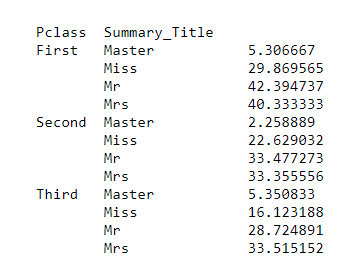 Pclass  Summary_Title
First   Master           5.306667
        Miss            29.869565
        Mr              42.394737
        Mrs             40.333333
Second  Master           2.258889
        Miss            22.629032
        Mr              33.477273
        Mrs             33.355556
Third   Master           5.350833
        Miss            16.123188
        Mr              28.724891
        Mrs             33.515152